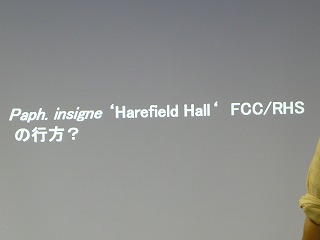 Paph. insigne ‘Harefield Hall‘ FCC/RHS
の行方？